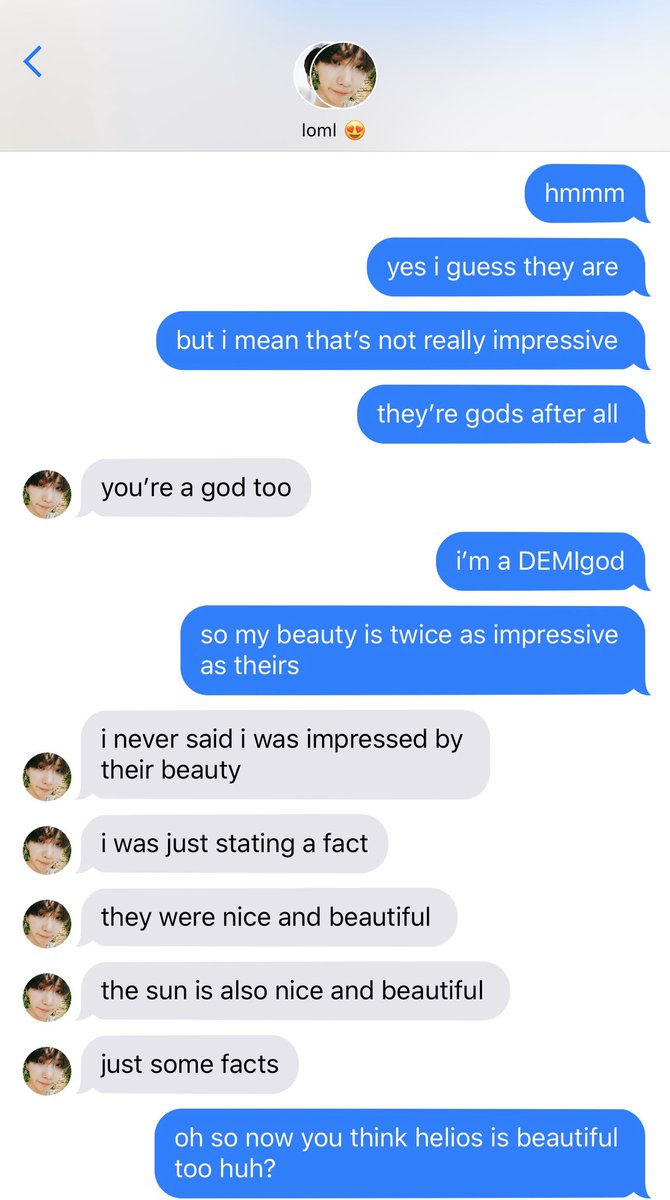 loml 😍
hmmm
yes i guess they are
but i mean that’s not really impressive
they’re gods after all
you’re a god too
i’m a DEMIgod
so my beauty is twice as impressive
as theirs
i never said i was impressed by
their beauty
i was just stating a fact
they were nice and beautiful
the sun is also nice and beautiful
just some facts
oh so now you think helios is beautiful
too huh?